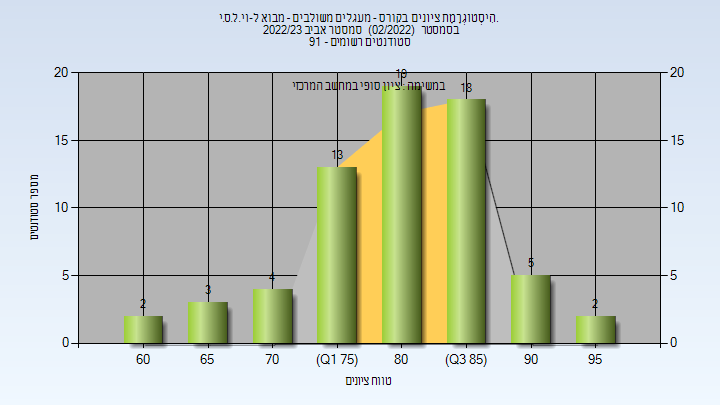 היסטוגרמת ציונים בקורס - מעגלים משולבים - מבוא ל-וי.ל.ס.י.
בסמסטר (02/2022) סמסטר אביב 2022/23
סטודנטים רשומים - 91
במשימה : ציון סופי במחשב המרכזי
20 20
15 15
10 10
5 5
0 0
2 3 4 13 19 18 5 2
60 65 70 (Q1 75) 80 (Q3 85) 90 95
מספר סטודנטים
טווח ציונים